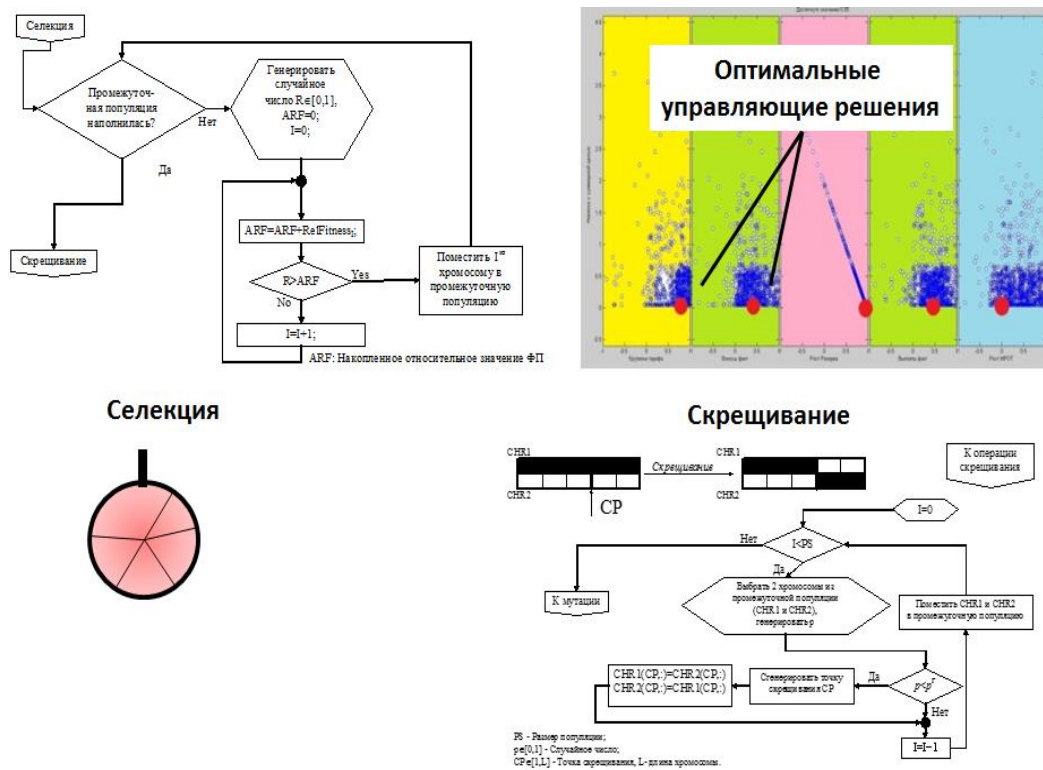 Селекция
Промежуточ-
ная популяция
наполнилась?
Нет
Да
Скрещивание
Генерировать
случайное
число R∈[0,1],
ARF=0;
I=0;
ARF=ARF+RelFitness_I;
R>ARF
Yes
No
I=I+1;
Поместить I^ую
хромосому в
промежуточную
популяцию
ARF: Накопленное относительное значение ФП
Оптимальные
управляющие решения
Селекция
Скрещивание
CHR1
CHR2
CP
Скрещивание
CHR1
CHR2
К операции
скрещивания
I=0
I<PS
Нет
Да
К мутации
Выбрать 2 хромосомы из
промежуточной популяции
(CHR1 и CHR2),
генерировать p
Поместить CHR1 и CHR2
в промежуточную популяцию
CHR1(CP,:)=CHR2(CP,:)
CHR2(CP,:)=CHR1(CP,:)
Сгенерировать точку
скрещивания CP
Да
Нет
I=I−1
PS - Размер популяции;
p∈[0,1] - Случайное число;
CP∈[1,L] - Точка скрещивания, L-длина хромосомы.